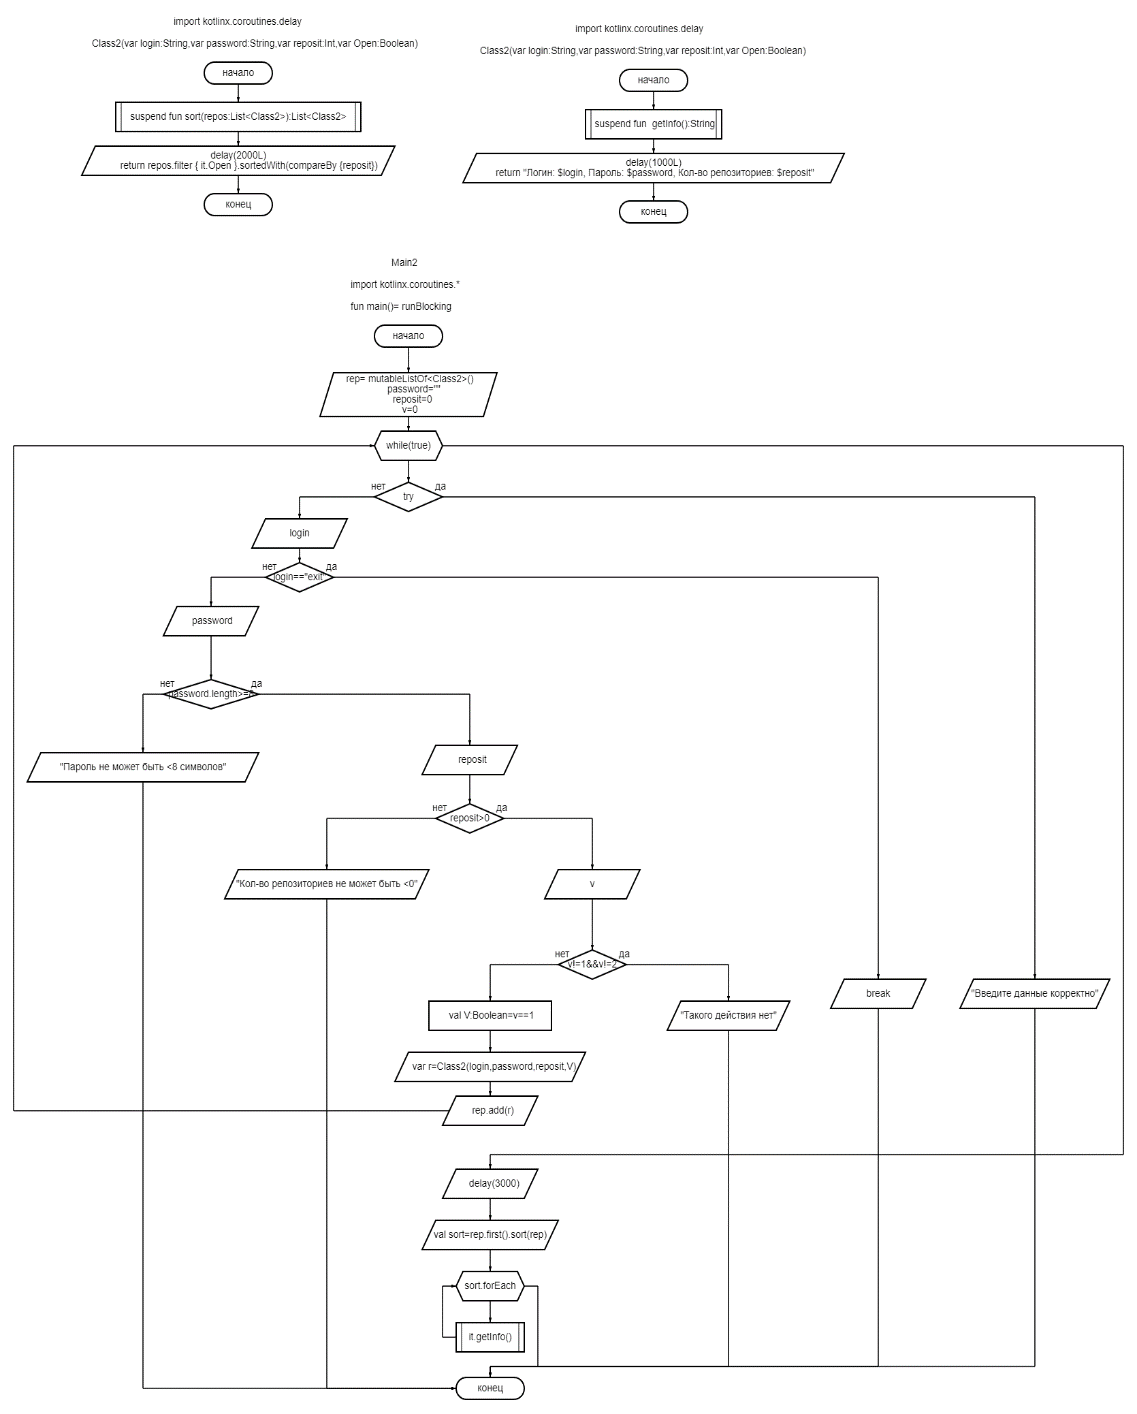 import kotlinx.coroutines.delay
Class2(var login:String,var password:String,var reposit:Int,var Open:Boolean)
начало
suspend fun sort(repos:List<Class2>):List<Class2>
delay(2000L)
return repos.filter { it.Open }.sortedWith(compareBy {reposit})
конец
import kotlinx.coroutines.delay
Class2(var login:String,var password:String,var reposit:Int,var Open:Boolean)
начало
suspend fun getInfo():String
delay(1000L)
return "Логин: $login, Пароль: $password, Кол-во репозиториев: $reposit"
конец
Main2
import kotlinx.coroutines.*
fun main()= runBlocking
начало
rep= mutableListOf<Class2>()
password=""
reposit=0
v=0
while(true)
нет
да
try
login
нет
да
login=="exit"
password
нет
да
password.length>=
"Пароль не может быть <8 символов"
reposit
нет
да
reposit>0
"Кол-во репозиториев не может быть <0"
v
нет
да
v!=1&&v!=2
val V:Boolean=v==1
"Такого действия нет"
break
"Введите данные корректно"
var r=Class2(login,password,reposit,V)
rep.add(r)
delay(3000)
val sort=rep.first().sort(rep)
sort.forEach
it.getInfo()
конец